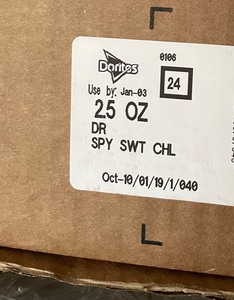 Doritos
0106
24
Use by: Jan-03
25 OZ
DR
SPY SWT CHL
Oct-10/01/19/1/040